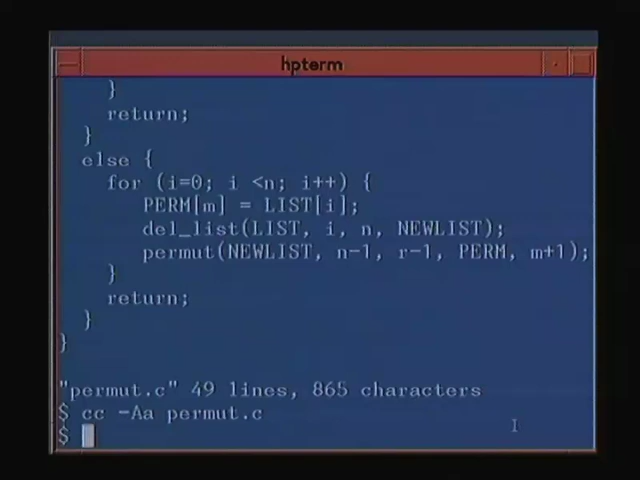 hpterm
}
return;
}
else {
for (i=0; i <n; i++) {
PERM[m] = LIST[i];
del_list(LIST, i, n, NEWLIST);
permut(NEWLIST, n-1, r-1, PERM, m+1);
}
return;
}
}
"permut.c" 49 lines, 865 characters
$ cc -Aa permut.c
$